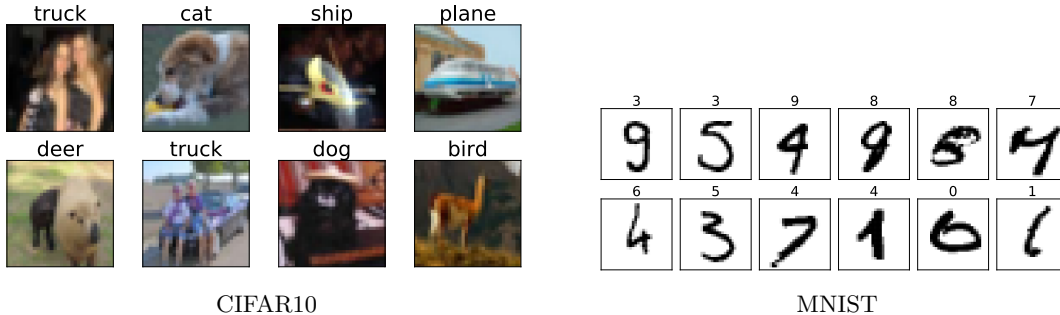 truck cat ship plane
deer truck dog bird
CIFAR10
3 3 9 8 8 7
6 5 4 4 0 1
MNIST